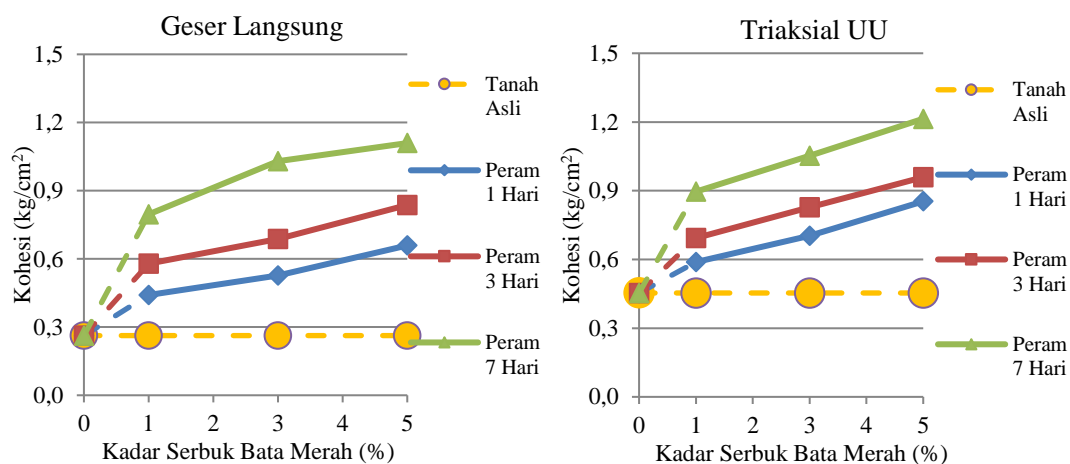 Geser Langsung
Kohesi (kg/cm²)
1,5
1,2
0,9
0,6
0,3
0,0
0 1 2 3 4 5
Kadar Serbuk Bata Merah (%)
Tanah
Asli
Peram
1 Hari
Peram
3 Hari
Peram
7 Hari
Triaksial UU
Kohesi (kg/cm²)
1,5
1,2
0,9
0,6
0,3
0,0
0 1 2 3 4 5
Kadar Serbuk Bata Merah (%)
Tanah
Asli
Peram
1 Hari
Peram
3 Hari
Peram
7 Hari